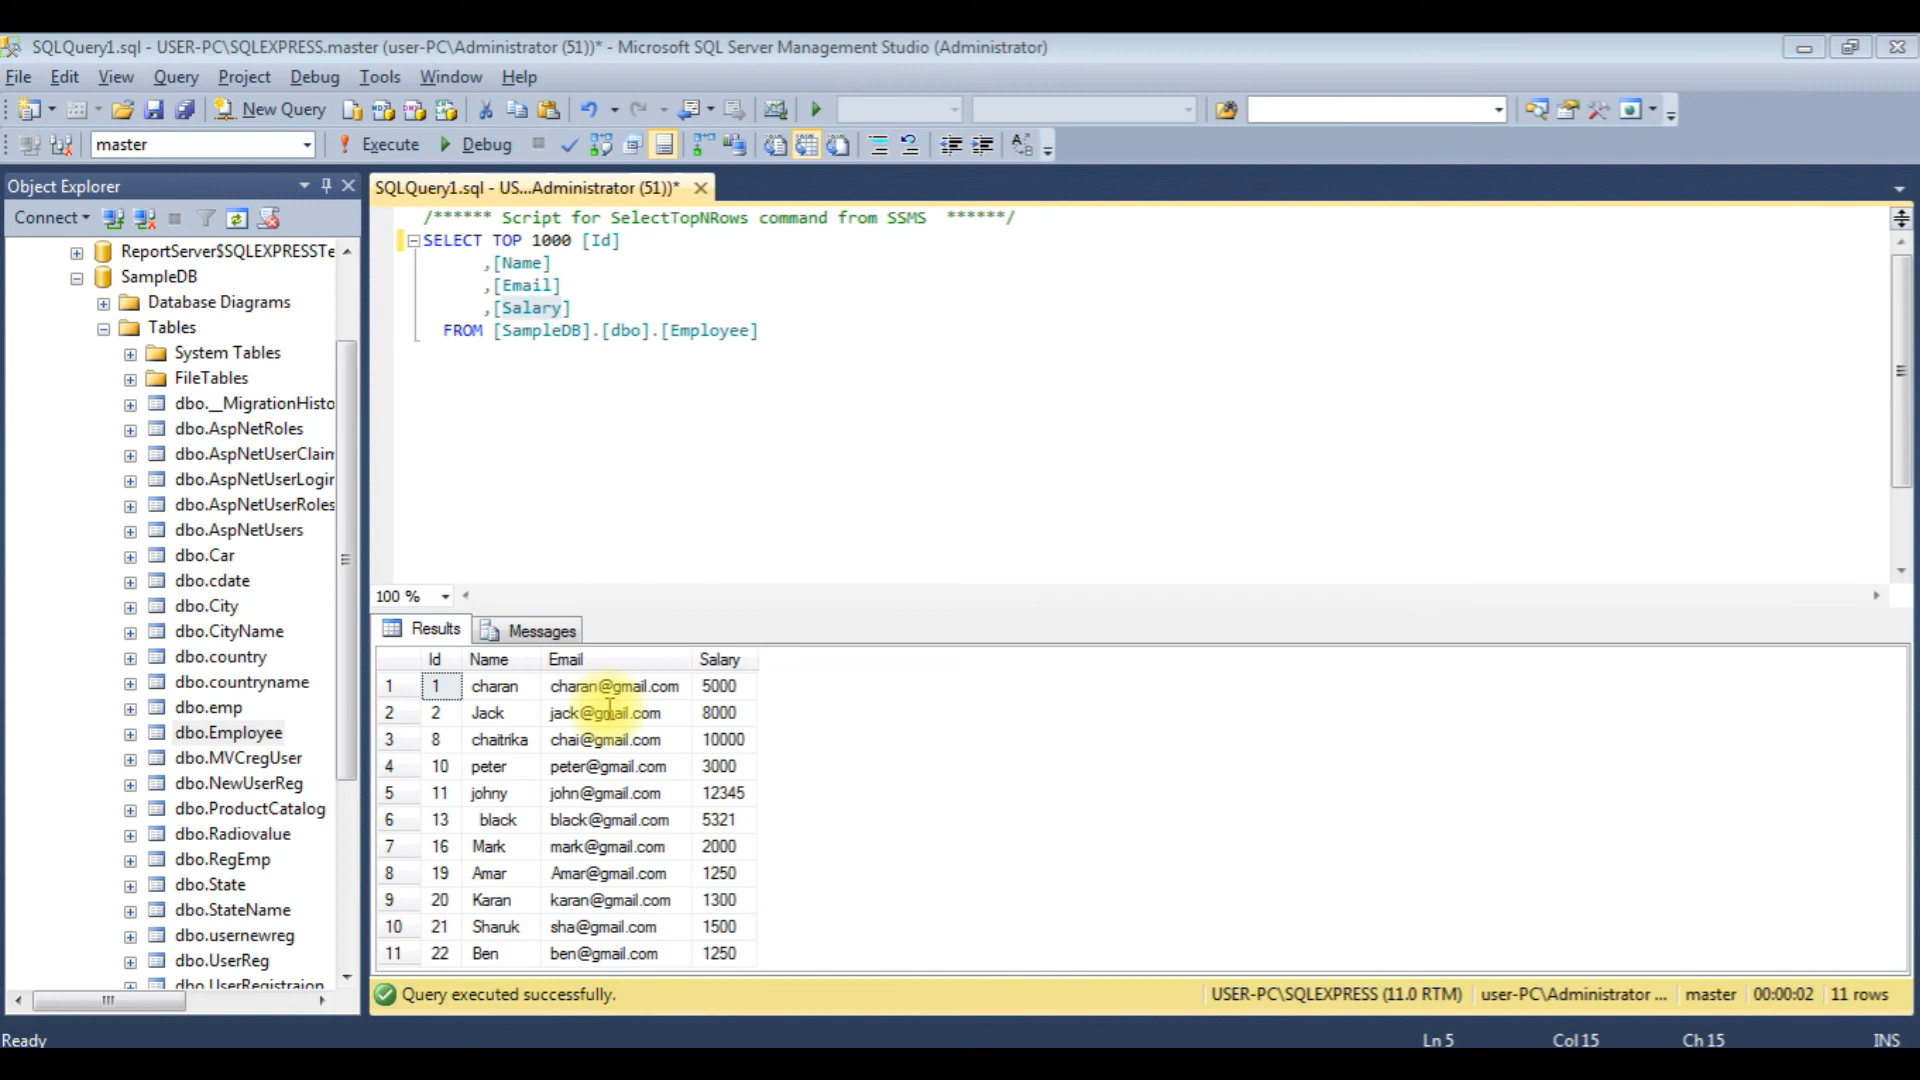 SQLQuery1.sql - USER-PC\SQLEXPRESS.master (user-PC\Administrator (51))* - Microsoft SQL Server Management Studio (Administrator)
File Edit View Query Project Debug Tools Window Help
New Query
master Execute Debug
Object Explorer
Connect
ReportServer$SQLEXPRESSTe
SampleDB
Database Diagrams
Tables
System Tables
FileTables
dbo.__MigrationHisto
dbo.AspNetRoles
dbo.AspNetUserClain
dbo.AspNetUserLogir
dbo.AspNetUserRoles
dbo.AspNetUsers
dbo.Car
dbo.cdate
dbo.City
dbo.CityName
dbo.country
dbo.countryname
dbo.emp
dbo.Employee
dbo.MVCregUser
dbo.NewUserReg
dbo.ProductCatalog
dbo.Radiovalue
dbo.RegEmp
dbo.State
dbo.StateName
dbo.usernewreg
dbo.UserReg
dbo.UserRegistraion
SQLQuery1.sql - US...Administrator (51))*
/****** Script for SelectTopNRows command from SSMS ******/
SELECT TOP 1000 [Id]
,[Name]
,[Email]
,[Salary]
FROM [SampleDB].[dbo].[Employee]
100 %
Results Messages
Id Name Email Salary
1 1 charan charan@gmail.com 5000
2 2 Jack jack@gmail.com 8000
3 8 chaitrika chai@gmail.com 10000
4 10 peter peter@gmail.com 3000
5 11 johny john@gmail.com 12345
6 13 black black@gmail.com 5321
7 16 Mark mark@gmail.com 2000
8 19 Amar Amar@gmail.com 1250
9 20 Karan karan@gmail.com 1300
10 21 Sharuk sha@gmail.com 1500
11 22 Ben ben@gmail.com 1250
Query executed successfully. USER-PC\SQLEXPRESS (11.0 RTM) user-PC\Administrator ... master 00:00:02 11 rows
Ready Ln 5 Col 15 Ch 15 INS